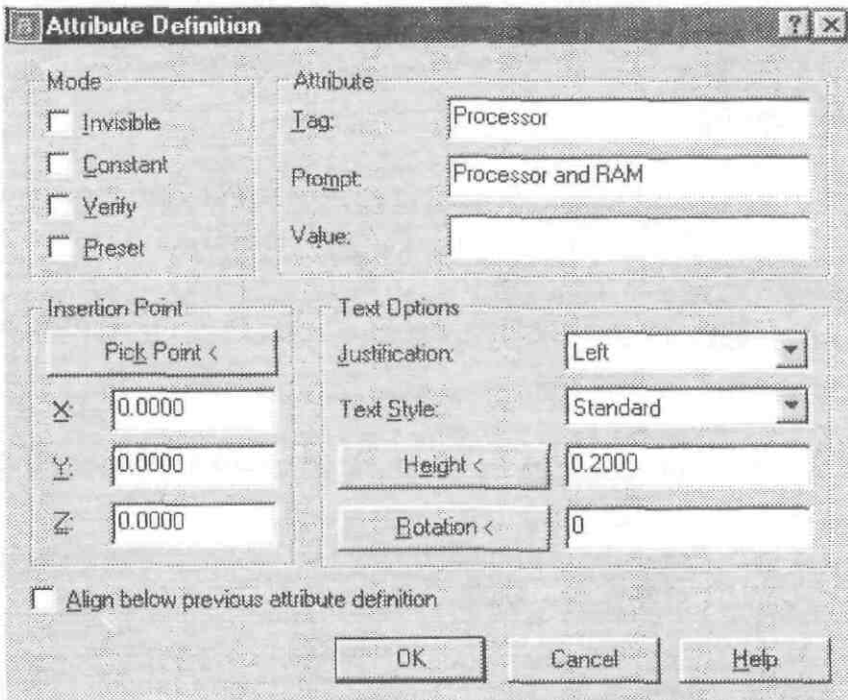 Attribute Definition
Mode
Invisible
Constant
Verify
Preset
Attribute
Tag: Processor
Prompt: Processor and RAM
Value:
Insertion Point
Pick Point <
X: 0.0000
Y: 0.0000
Z: 0.0000
Text Options
Justification: Left
Text Style: Standard
Height < 0.2000
Rotation < 0
Align below previous attribute definition
OK Cancel Help